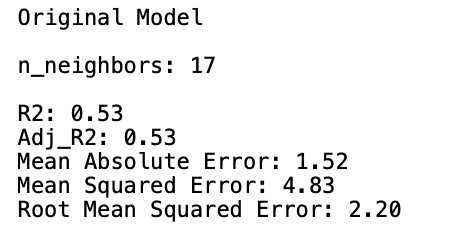 Original Model
n_neighbors: 17
R2: 0.53
Adj_R2: 0.53
Mean Absolute Error: 1.52
Mean Squared Error: 4.83
Root Mean Squared Error: 2.20